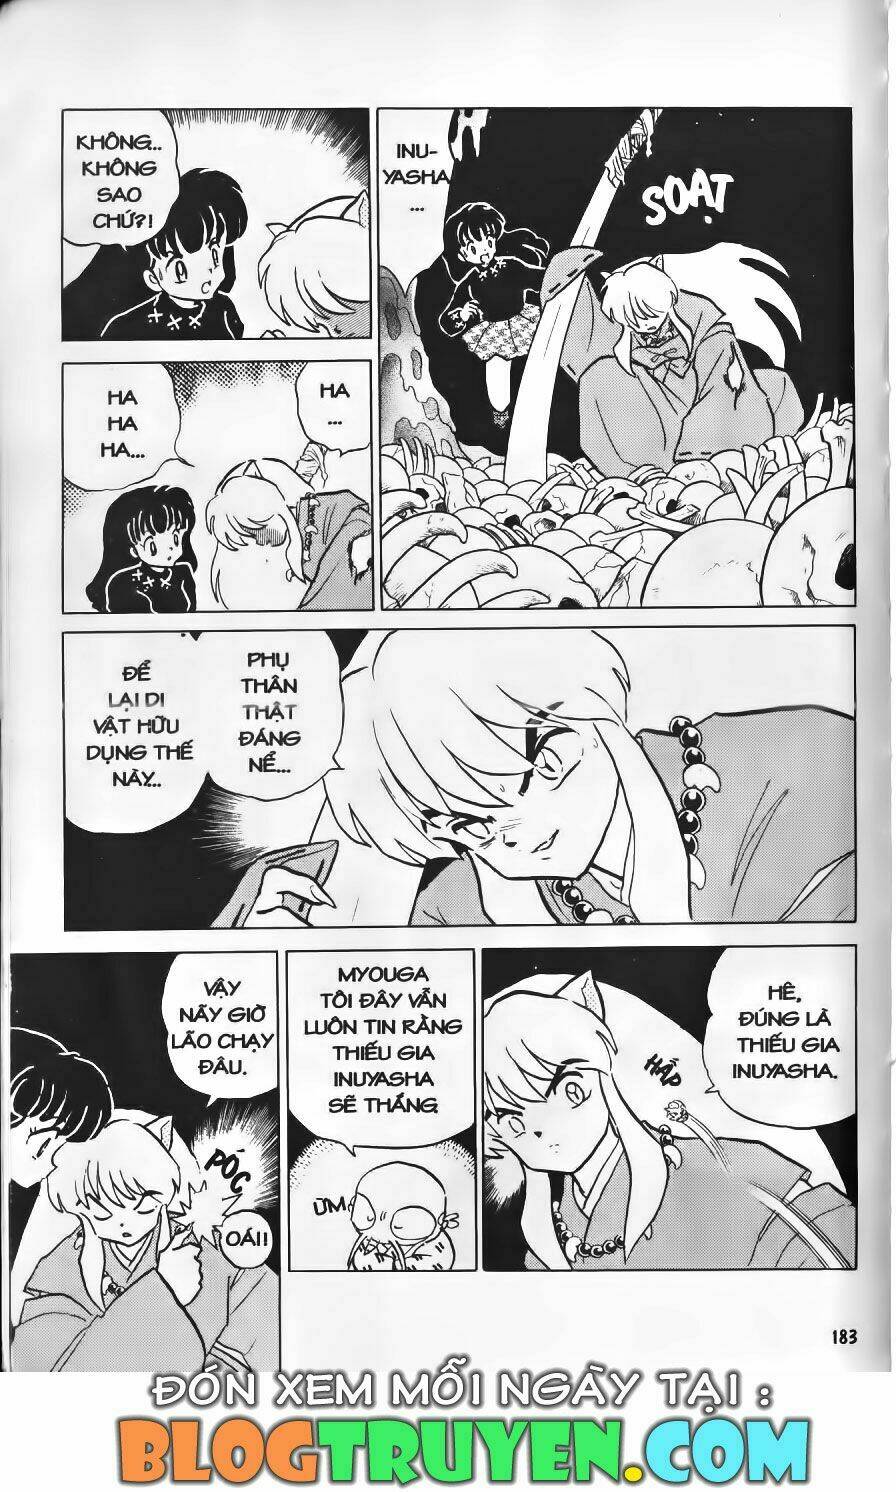 INU-
YASHA
...
SOẠT
KHÔNG...
KHÔNG
SAO
CHỨ?!
HA
...
HA
HA
HA...
PHỤ
THÂN
THẬT
ĐÁNG
NỂ...
ĐỂ
LẠI DI
VẬT HỮU
DỤNG THẾ
NÀY...
HÊ,
ĐÚNG LÀ
THIẾU GIA
INUYASHA.
HẤP
MYOUGA
TÔI ĐÂY VẪN
LUÔN TIN RẰNG
THIẾU GIA
INUYASHA
SẼ THẮNG.
ỪM
VẬY
NÃY GIỜ
LÃO CHẠY
ĐÂU.
PÓC
OÁI!
183
ĐÓN XEM MỖI NGÀY TẠI :
BLOGTRUYEN.COM